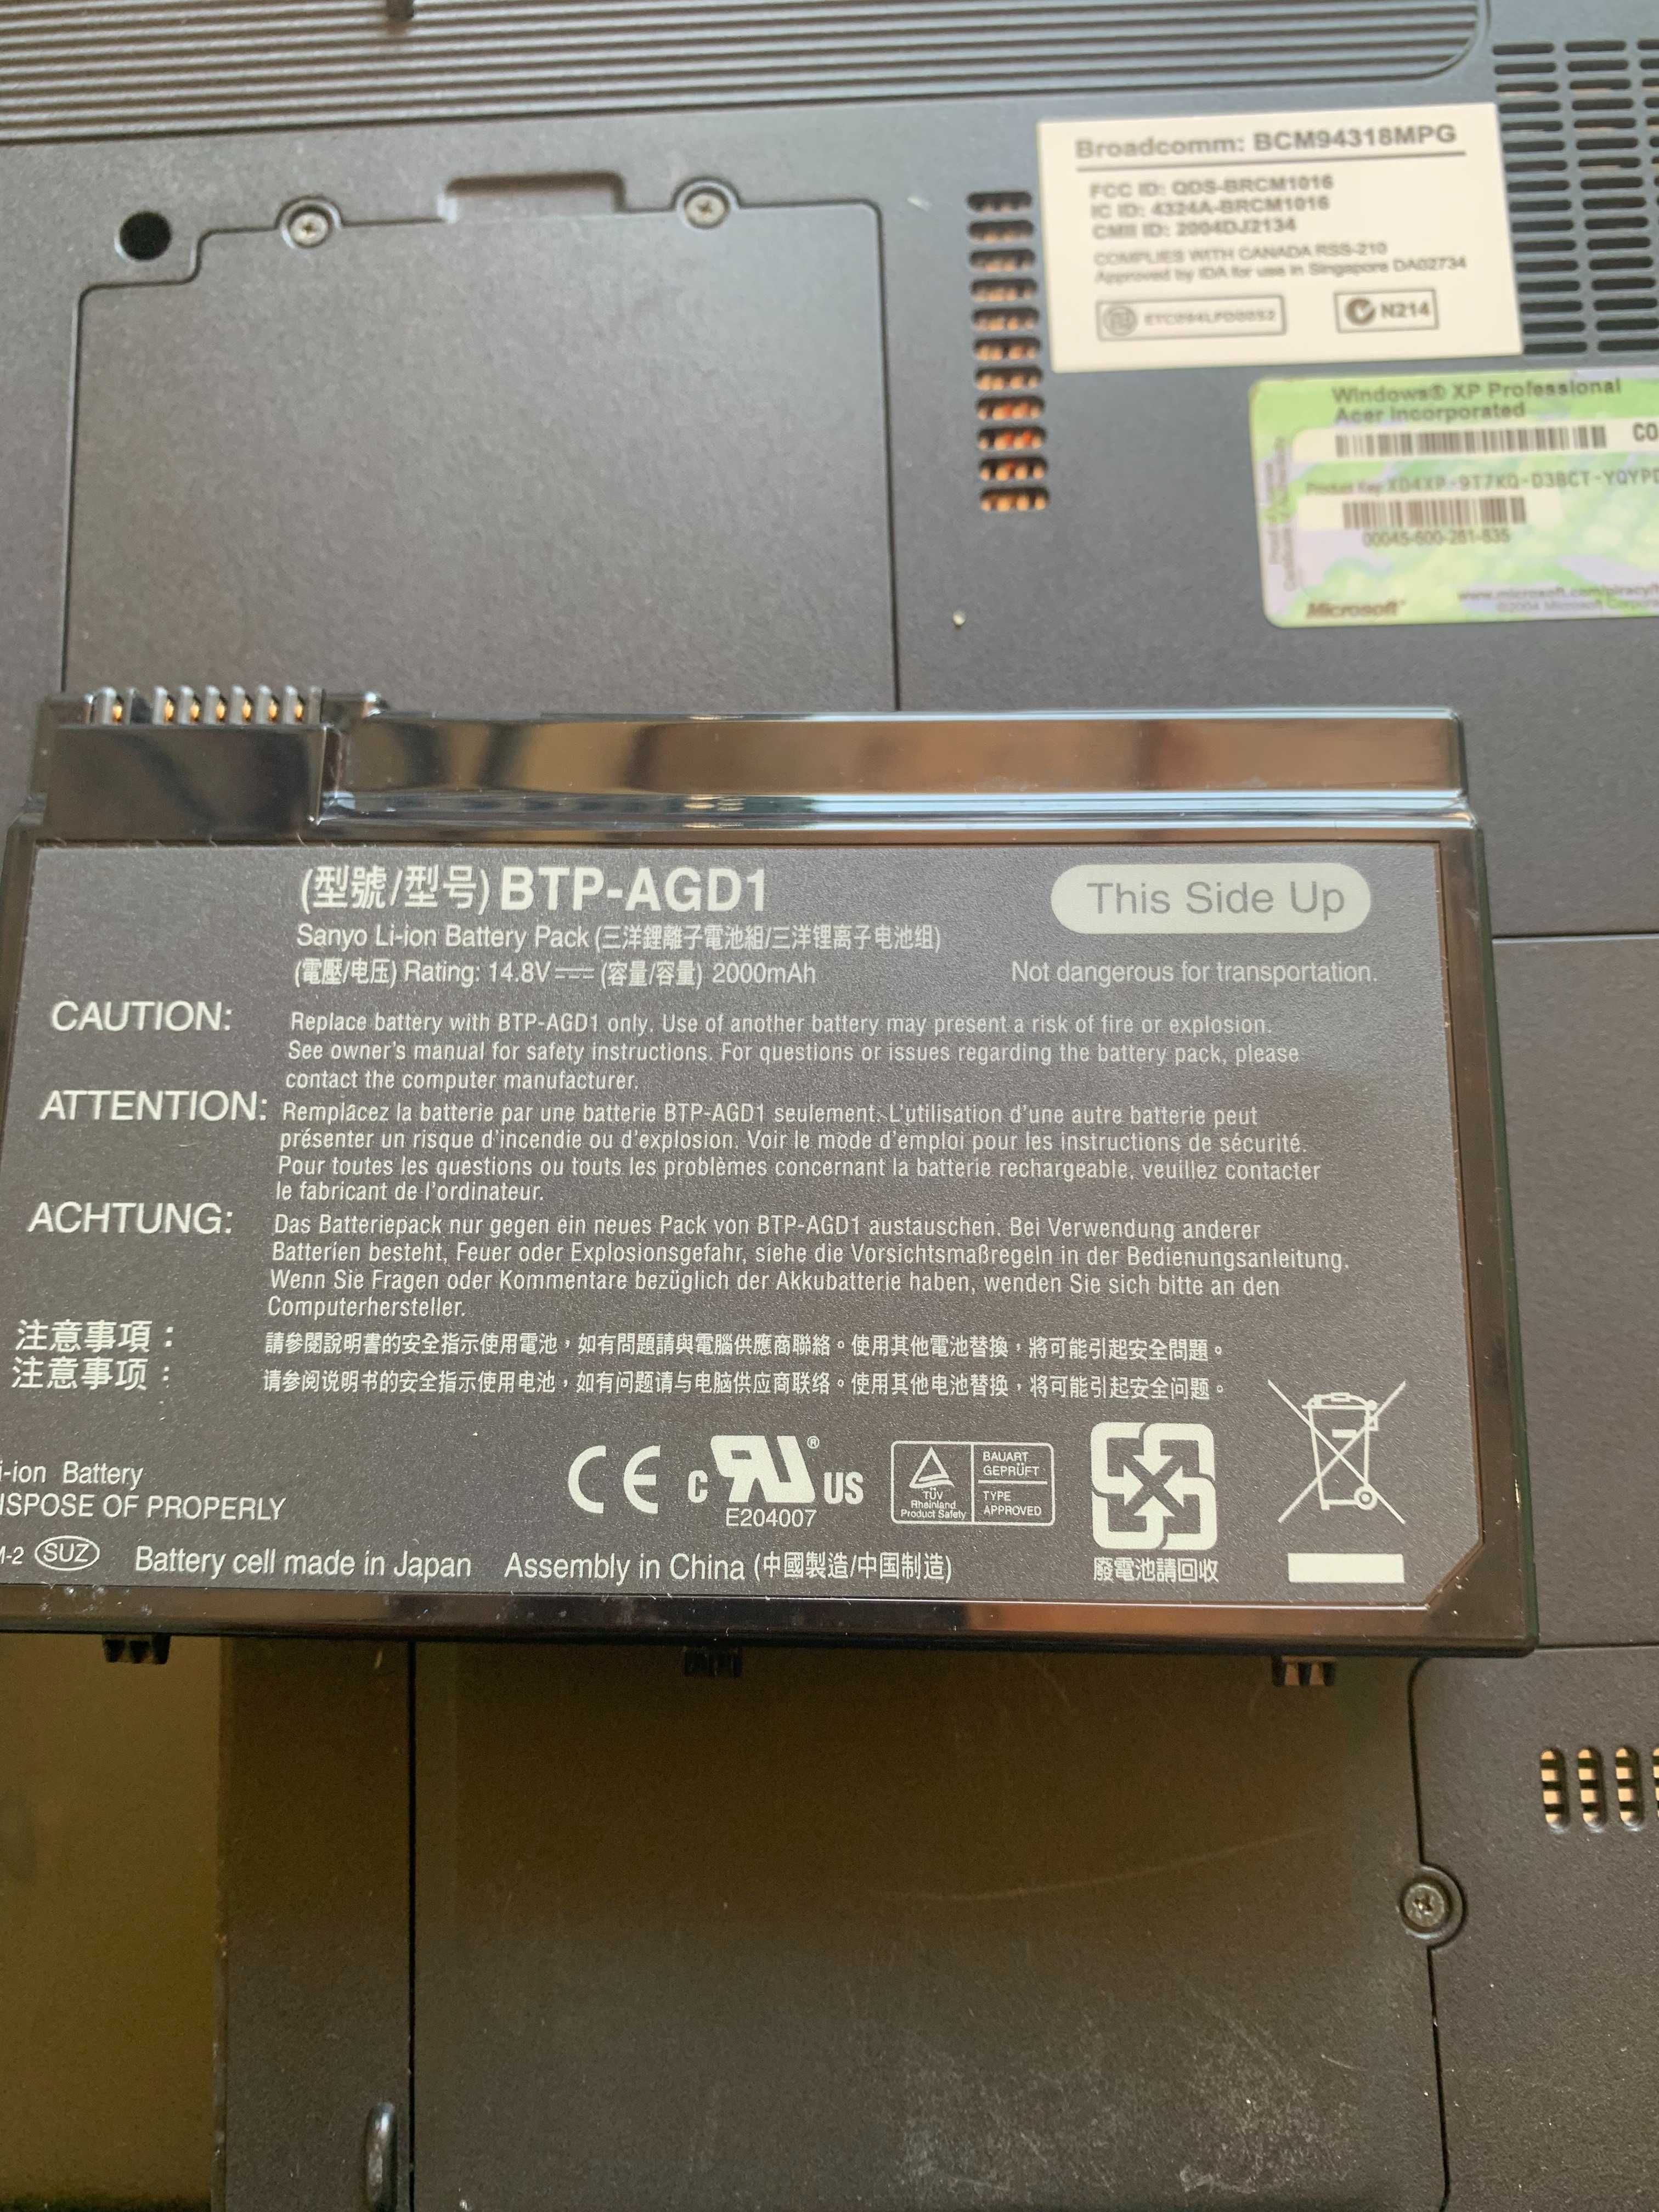 Broadcomm: BCM94318MPG
FCC ID: QDS-BRCM1016
IC ID: 4324A-BRCM1016
CMII ID: 2004DJ2134
COMPLIES WITH CANADA RSS-210
Approved by IDA for use in Singapore DA02734
N214
Windows® XP Professional
Acer Incorporated
CO
Product Key:
00045-600-281-835
Microsoft
(型號/型号) BTP-AGD1
This Side Up
Sanyo Li-ion Battery Pack (三洋鋰離子電池組/三洋锂离子电池组)
(電壓/电压) Rating: 14.8V (容量/容量) 2000mAh
Not dangerous for transportation.
CAUTION: Replace battery with BTP-AGD1 only. Use of another battery may present a risk of fire or explosion.
See owner's manual for safety instructions. For questions or issues regarding the battery pack, please
contact the computer manufacturer.
ATTENTION: Remplacez la batterie par une batterie BTP-AGD1 seulement. L'utilisation d'une autre batterie peut
présenter un risque d'incendie ou d'explosion. Voir le mode d'emploi pour les instructions de sécurité.
Pour toutes les questions ou touts les problèmes concernant la batterie rechargeable, veuillez contacter
le fabricant de l'ordinateur.
ACHTUNG: Das Batteriepack nur gegen ein neues Pack von BTP-AGD1 austauschen. Bei Verwendung anderer
Batterien besteht, Feuer oder Explosionsgefahr, siehe die Vorsichtsmaßregeln in der Bedienungsanleitung.
Wenn Sie Fragen oder Kommentare bezüglich der Akkubatterie haben, wenden Sie sich bitte an den
Computerhersteller.
注意事項： 請參閱說明書的安全指示使用電池，如有問題請與電腦供應商聯絡。使用其他電池替換，將可能引起安全問題。
注意事项： 请参阅说明书的安全指示使用电池，如有问题请与电脑供应商联络。使用其他电池替换，将可能引起安全问题。
i-ion Battery
ISPOSE OF PROPERLY
CE c RU ® US
E204007
TÜV
Rheinland
Product Safety
BAUART
GEPRÜFT
TYPE
APPROVED
-2 SUZ Battery cell made in Japan Assembly in China (中國製造/中国制造)
廢電池請回收